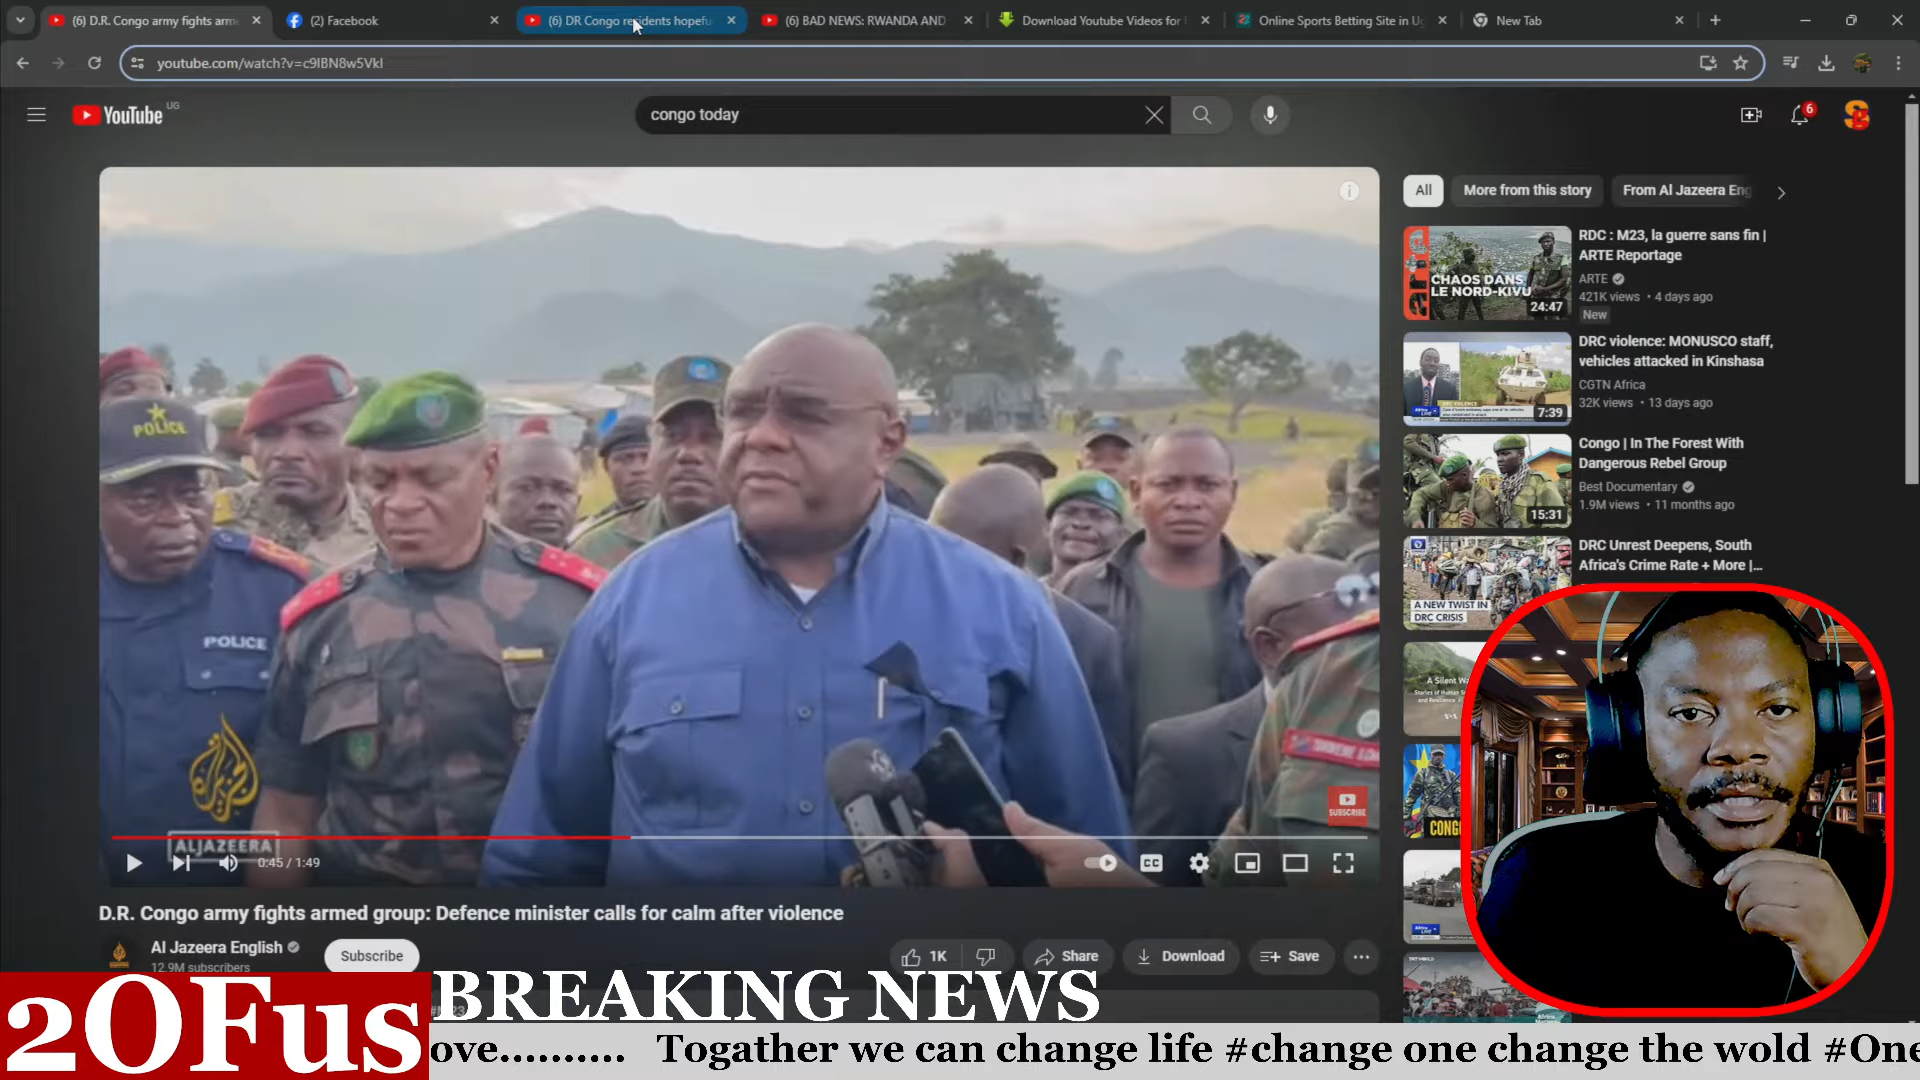 (6) D.R. Congo army fights arm
(2) Facebook
(6) DR Congo residents hopefu
(6) BAD NEWS: RWANDA AND
Download Youtube Videos for
Online Sports Betting Site in Ug
New Tab
youtube.com/watch?v=c9lBN8w5VkI
YouTube UG
congo today
6
All
More from this story
From Al Jazeera Eng
CHAOS DANS
LE NORD-KIVU
24:47
RDC : M23, la guerre sans fin |
ARTE Reportage
ARTE
421K views • 4 days ago
New
DRC violence: MONUSCO staff,
vehicles attacked in Kinshasa
CGTN Africa
32K views • 13 days ago
7:39
Congo | In The Forest With
Dangerous Rebel Group
Best Documentary
1.9M views • 11 months ago
15:31
DRC Unrest Deepens, South
Africa's Crime Rate + More |...
A NEW TWIST IN
DRC CRISIS
A Silent Wa
CONG
POLICE
POLICE
ALJAZEERA
SUBSCRIBE
0:45 / 1:49
CC
D.R. Congo army fights armed group: Defence minister calls for calm after violence
Al Jazeera English
12.9M subscribers
Subscribe
1K
Share
Download
Save
2OFus
BREAKING NEWS
ove.......... Togather we can change life #change one change the wold #One